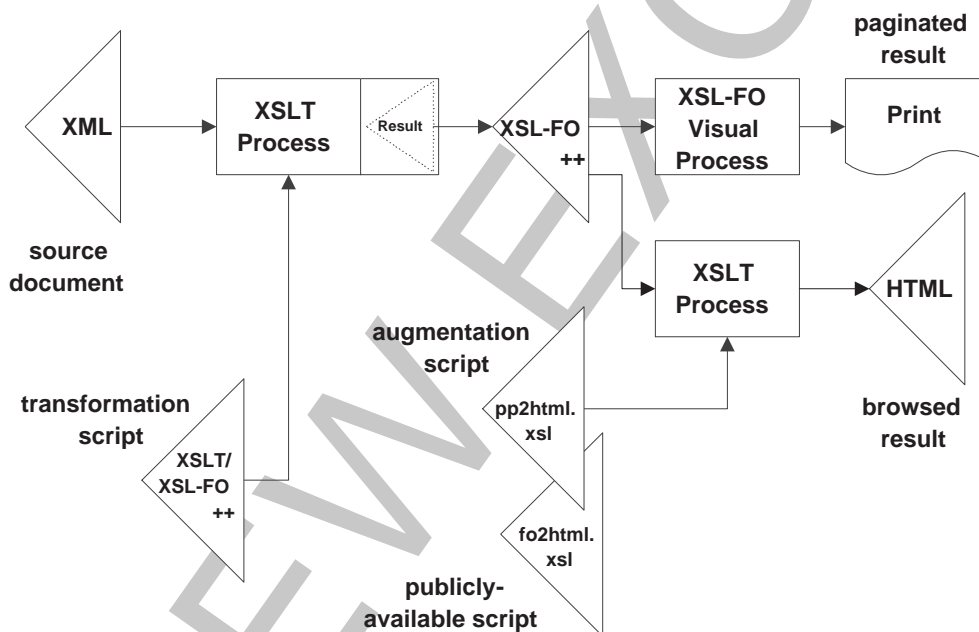 paginated
result
XML
XSLT
Process
Result
XSL-FO
++
XSL-FO
Visual
Process
Print
source
document
XSLT
Process
HTML
augmentation
script
transformation
script
pp2html.
xsl
browsed
result
XSLT/
XSL-FO
++
fo2html.
xsl
publicly-
available script